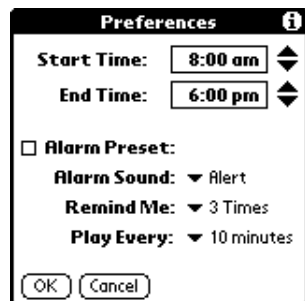 Preferences i
Start Time: 8:00 am
End Time: 6:00 pm
Alarm Preset:
Alarm Sound: Alert
Remind Me: 3 Times
Play Every: 10 minutes
OK Cancel